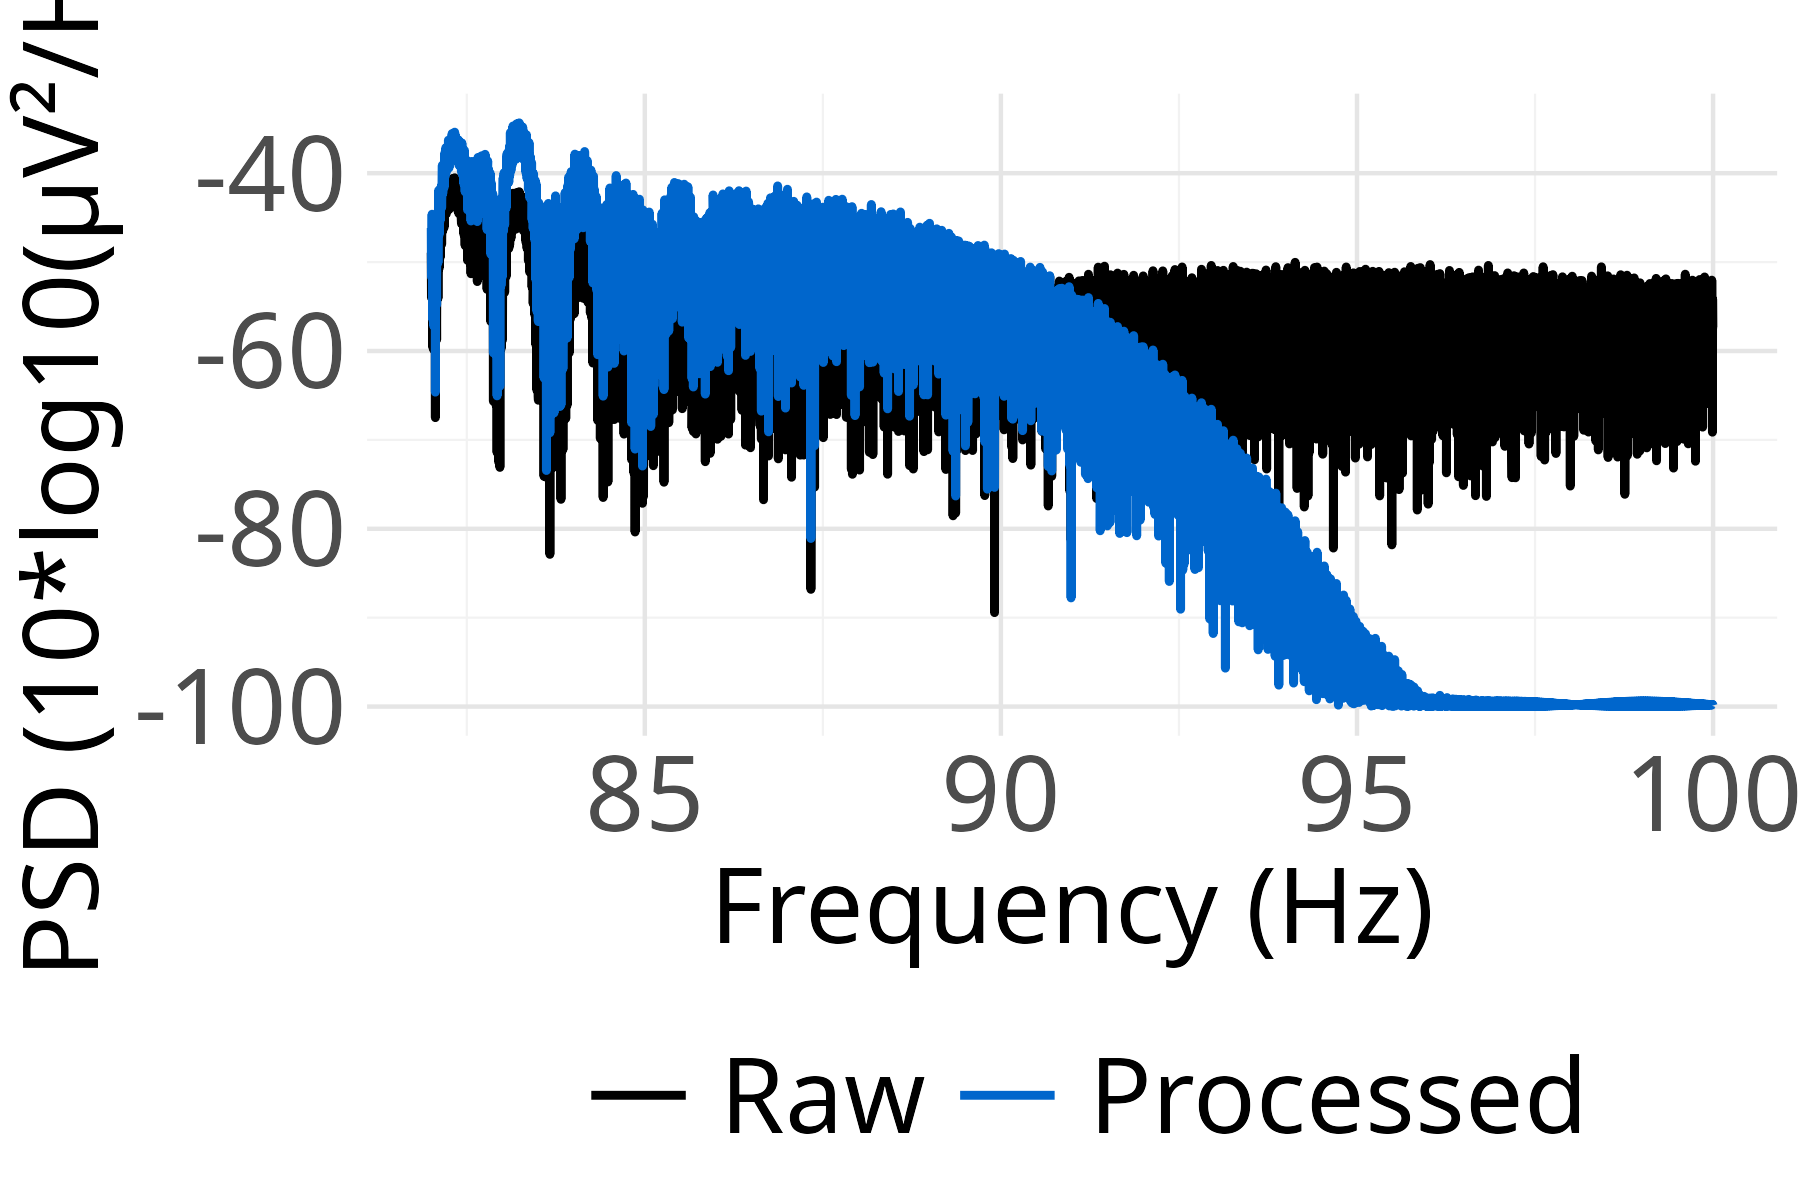 PSD (10*log10(μV²/H
-40
-60
-80
-100
85 90 95 100
Frequency (Hz)
Raw Processed